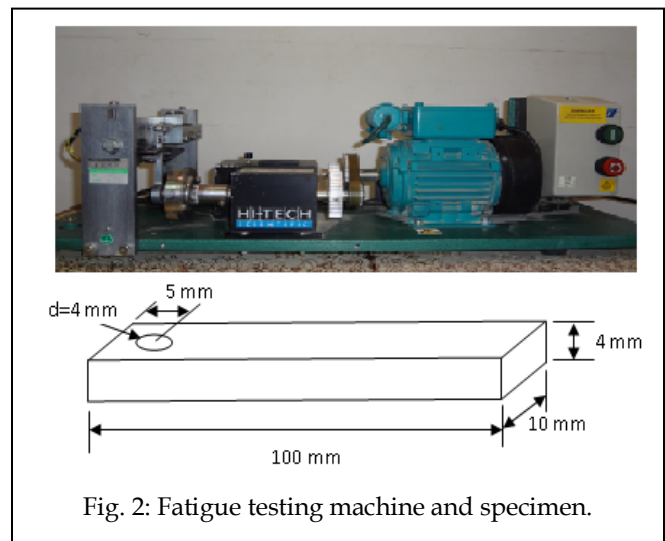 HI-TECH
SCIENTIFIC
5 mm
d=4 mm
4 mm
10 mm
100 mm
Fig. 2: Fatigue testing machine and specimen.